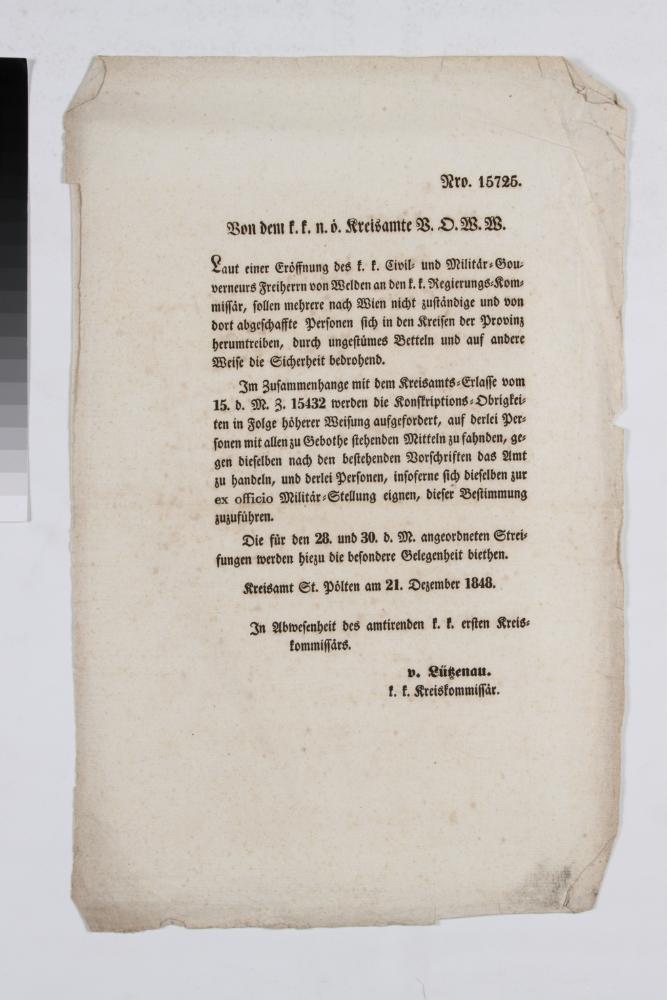 Nro. 15725.
Von dem k. k. n. ö. Kreisamte V. O. W. W.
Laut einer Eröffnung des k. k. Civil- und Militär-Gou-
verneurs Freiherrn von Welden an den k. k. Regierungs-Kom-
missär, sollen mehrere nach Wien nicht zuständige und von
dort abgeschaffte Personen sich in den Kreisen der Provinz
herumtreiben, durch ungestümes Betteln und auf andere
Weise die Sicherheit bedrohend.
Im Zusammenhange mit dem Kreisamts-Erlasse vom
15. d. M. Z. 15432 werden die Konskriptions-Obrigkei-
ten in Folge höherer Weisung aufgefordert, auf derlei Per-
sonen mit allen zu Gebothe stehenden Mitteln zu fahnden, ge-
gen dieselben nach den bestehenden Vorschriften das Amt
zu handeln, und derlei Personen, insoferne sich dieselben zur
ex officio Militär-Stellung eignen, dieser Bestimmung
zuzuführen.
Die für den 28. und 30. d. M. angeordneten Strei-
fungen werden hiezu die besondere Gelegenheit biethen.
Kreisamt St. Pölten am 21. Dezember 1848.
In Abwesenheit des amtirenden k. k. ersten Kreis-
kommissärs.
v. Lützenau.
k. k. Kreiskommissär.